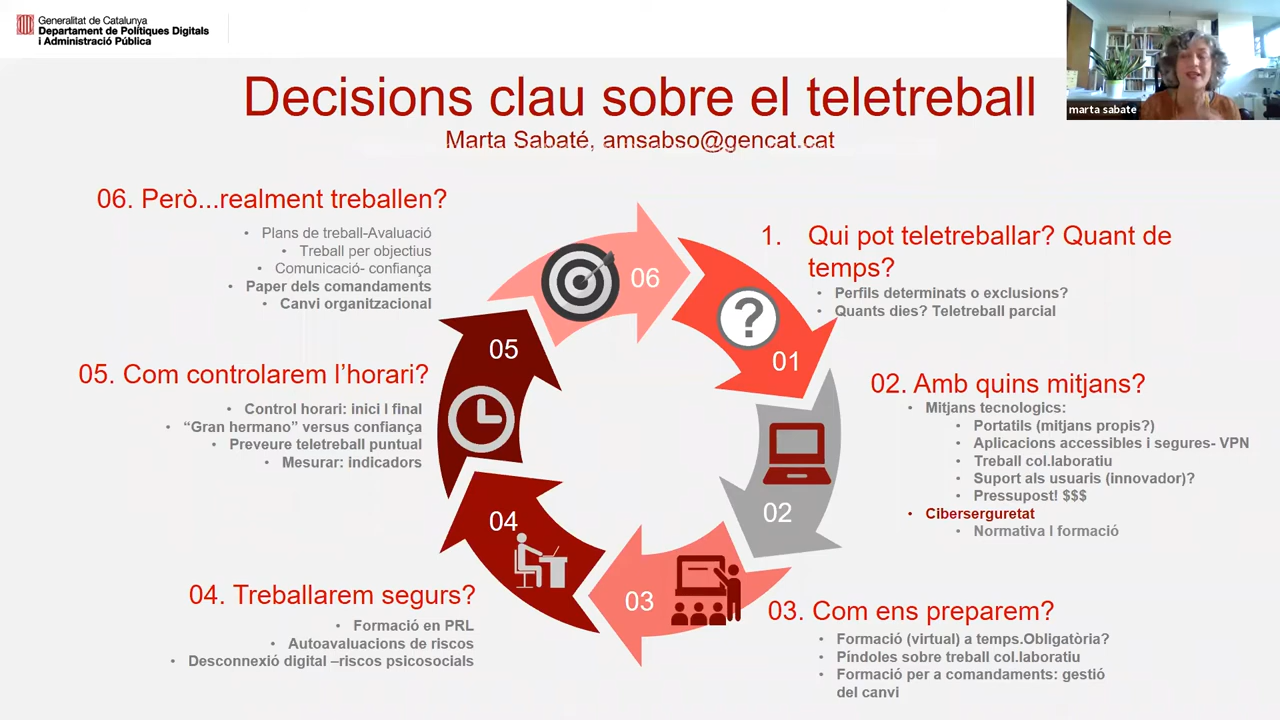 Generalitat de Catalunya
Departament de Polítiques Digitals
i Administració Pública
marta sabate
Decisions clau sobre el teletreball
Marta Sabaté, amsabso@gencat.cat
06. Però...realment treballen?
• Plans de treball-Avaluació
• Treball per objectius
• Comunicació- confiança
• Paper dels comandaments
• Canvi organitzacional
1. Qui pot teletreballar? Quant de
temps?
• Perfils determinats o exclusions?
• Quants dies? Teletreball parcial
06
01
05
05. Com controlarem l’horari?
• Control horari: inici I final
• “Gran hermano” versus confiança
• Preveure teletreball puntual
• Mesurar: indicadors
02. Amb quins mitjans?
• Mitjans tecnologics:
• Portatils (mitjans propis?)
• Aplicacions accessibles i segures- VPN
• Treball col.laboratiu
• Suport als usuaris (innovador)?
• Pressupost! $$$
• Ciberserguretat
• Normativa I formació
02
04
03
04. Treballarem segurs?
• Formació en PRL
• Autoavaluacions de riscos
• Desconnexió digital –riscos psicosocials
03. Com ens preparem?
• Formació (virtual) a temps.Obligatòria?
• Píndoles sobre treball col.laboratiu
• Formació per a comandaments: gestió
del canvi